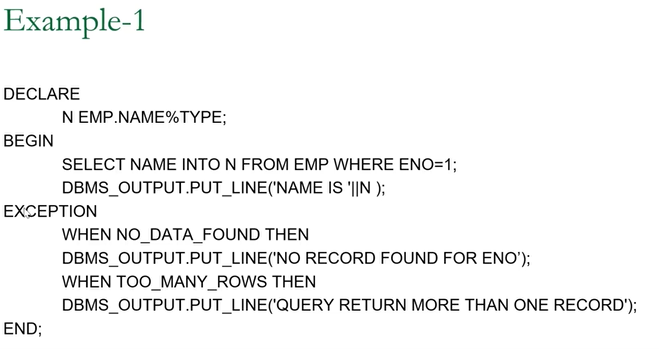 Example-1
DECLARE
N EMP.NAME%TYPE;
BEGIN
SELECT NAME INTO N FROM EMP WHERE ENO=1;
DBMS_OUTPUT.PUT_LINE('NAME IS '||N );
EXCEPTION
WHEN NO_DATA_FOUND THEN
DBMS_OUTPUT.PUT_LINE('NO RECORD FOUND FOR ENO’);
WHEN TOO_MANY_ROWS THEN
DBMS_OUTPUT.PUT_LINE('QUERY RETURN MORE THAN ONE RECORD');
END;